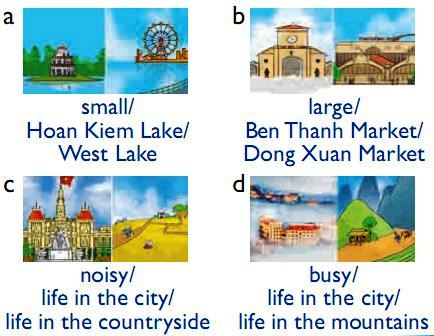 a
small/
Hoan Kiem Lake/
West Lake
b
large/
Ben Thanh Market/
Dong Xuan Market
c
noisy/
life in the city/
life in the countryside
d
busy/
life in the city/
life in the mountains